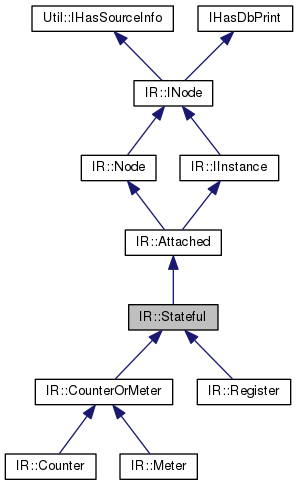 Util::IHasSourceInfo
IHasDbPrint
IR::INode
IR::Node
IR::IInstance
IR::Attached
IR::Stateful
IR::CounterOrMeter
IR::Register
IR::Counter
IR::Meter